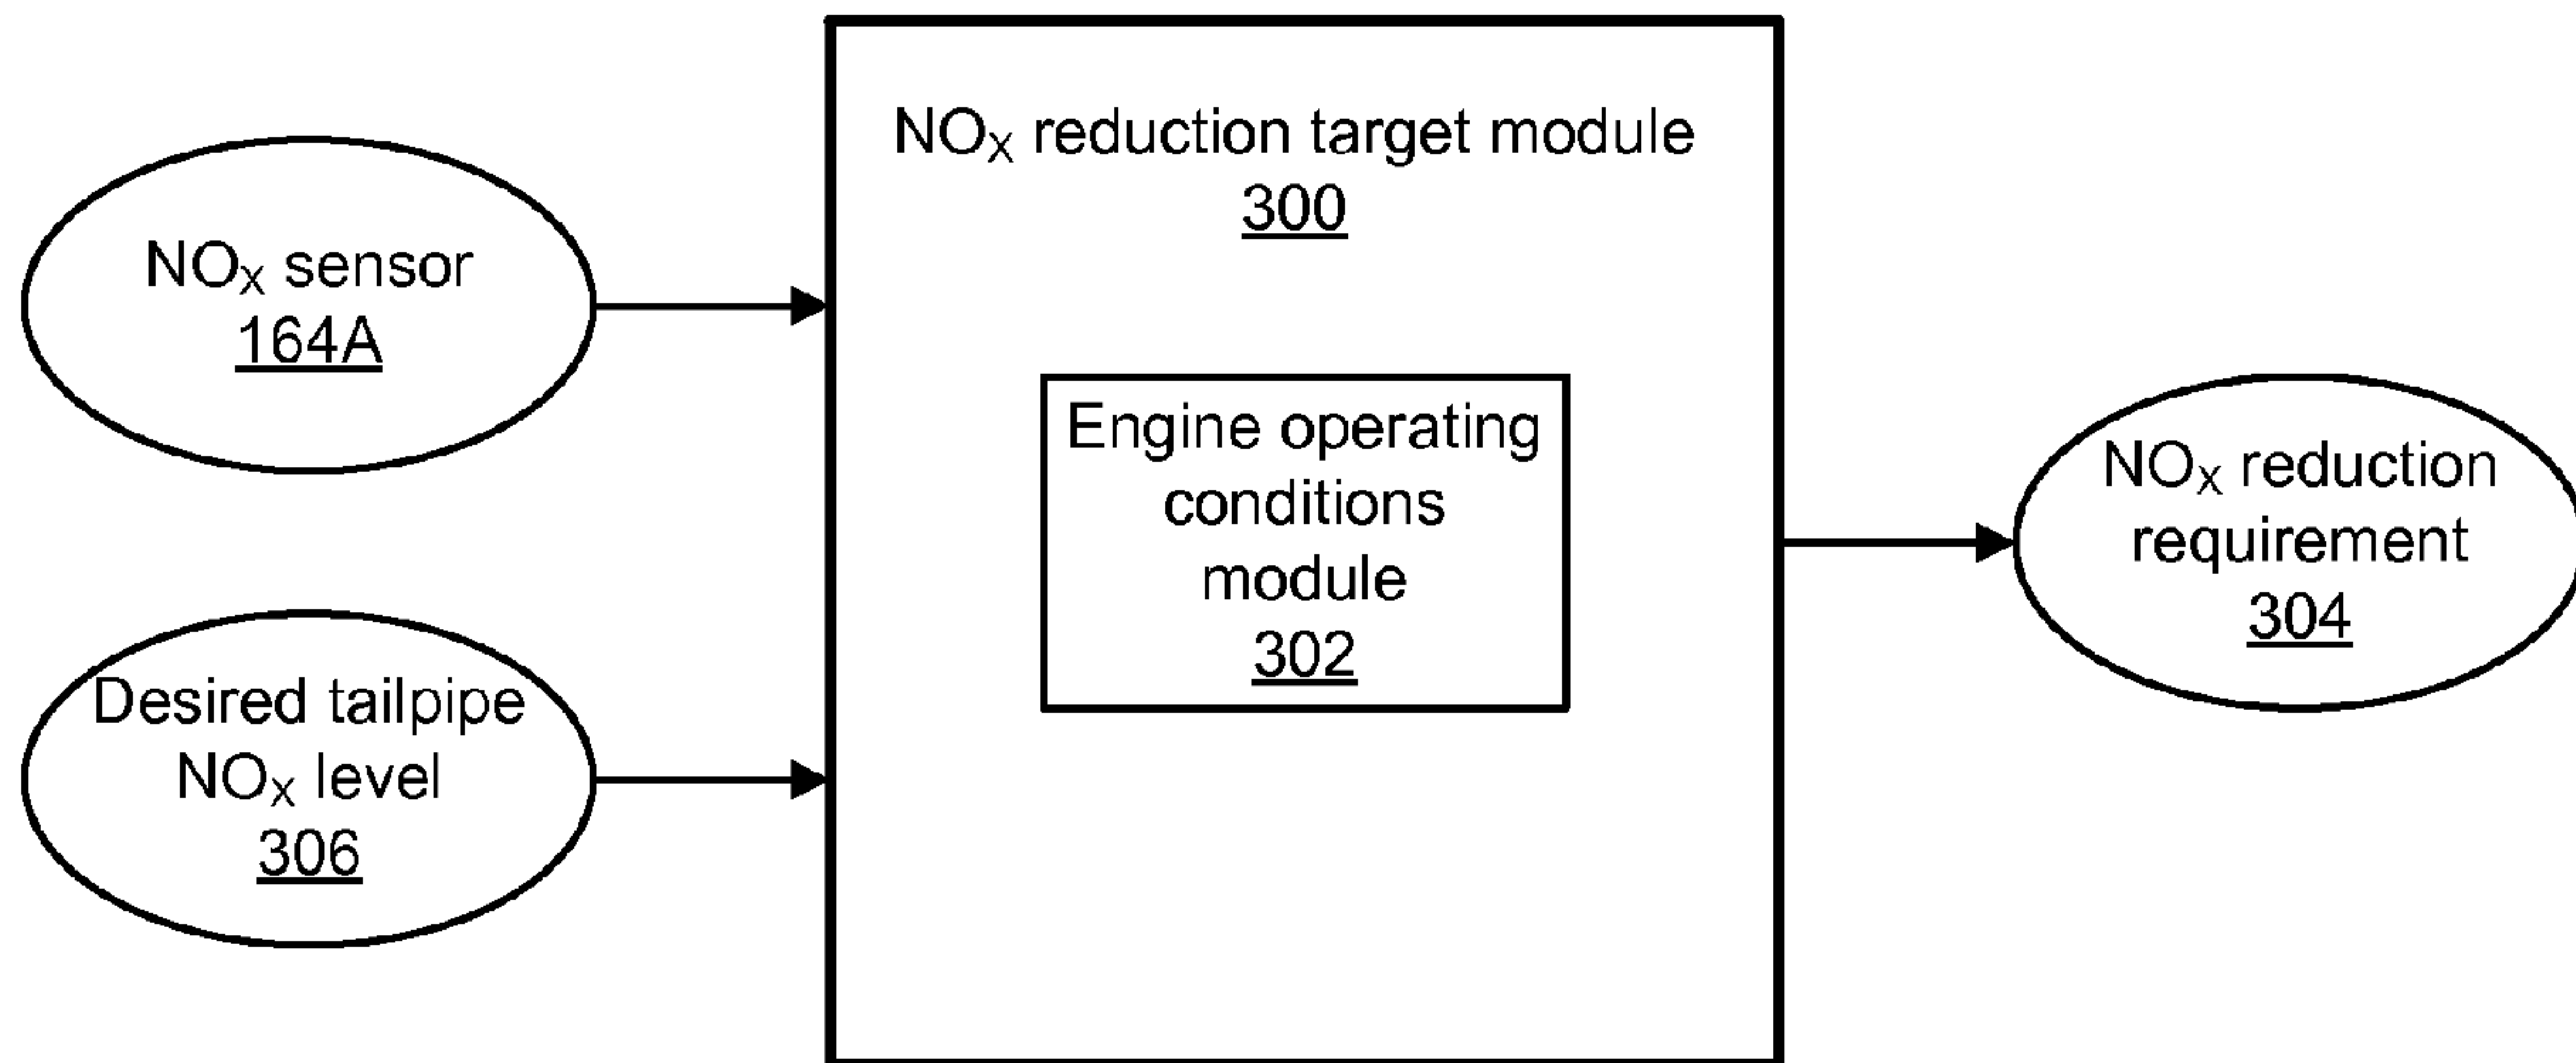 NOX reduction target module
300
NOX sensor
164A
Engine operating
conditions
module
302
Desired tailpipe
NOX level
306
NOX reduction
requirement
304